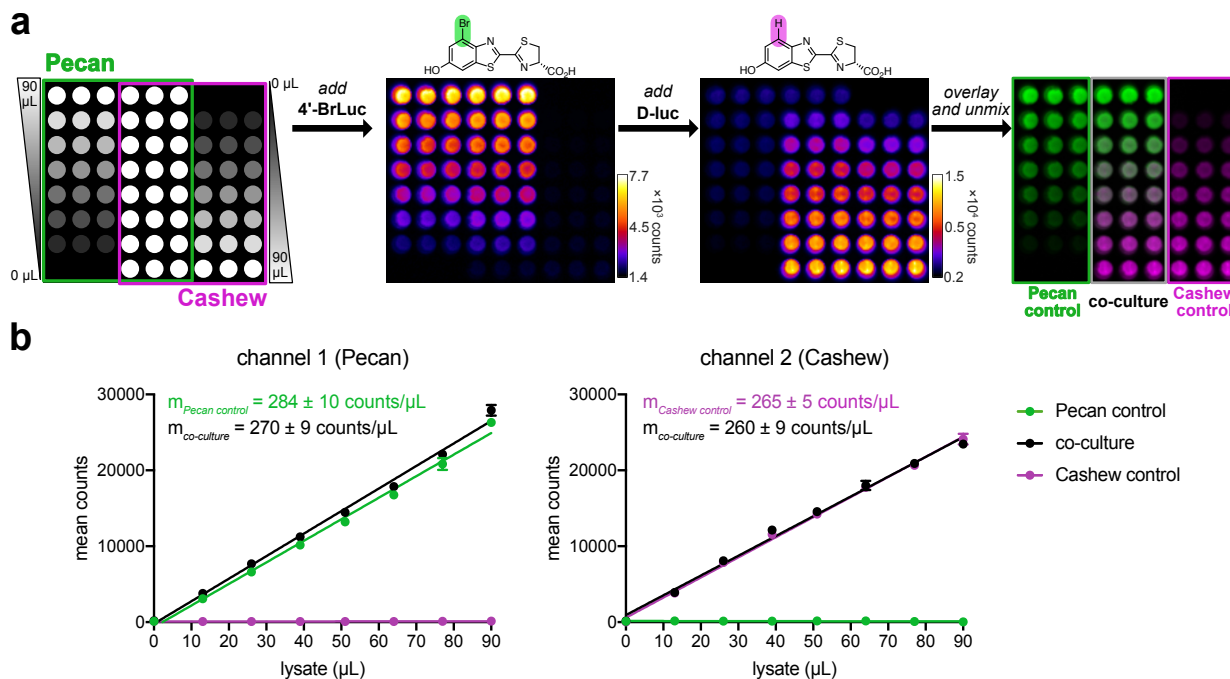 a
Pecan
90
µL
0 µL
0 µL
90
µL
Cashew
add
4'-BrLuc
Br
N
S
HO
S
N
CO₂H
7.7
4.5
1.4
×10³ counts
add
D-luc
H
N
S
HO
S
N
CO₂H
1.5
0.5
0.2
×10⁴ counts
overlay
and unmix
Pecan
control
co-culture
Cashew
control
b
channel 1 (Pecan)
m Pecan control = 284 ± 10 counts/µL
m co-culture = 270 ± 9 counts/µL
mean counts
30000
20000
10000
0
0 10 20 30 40 50 60 70 80 90
lysate (µL)
channel 2 (Cashew)
m Cashew control = 265 ± 5 counts/µL
m co-culture = 260 ± 9 counts/µL
mean counts
30000
20000
10000
0
0 10 20 30 40 50 60 70 80 90
lysate (µL)
Pecan control
co-culture
Cashew control